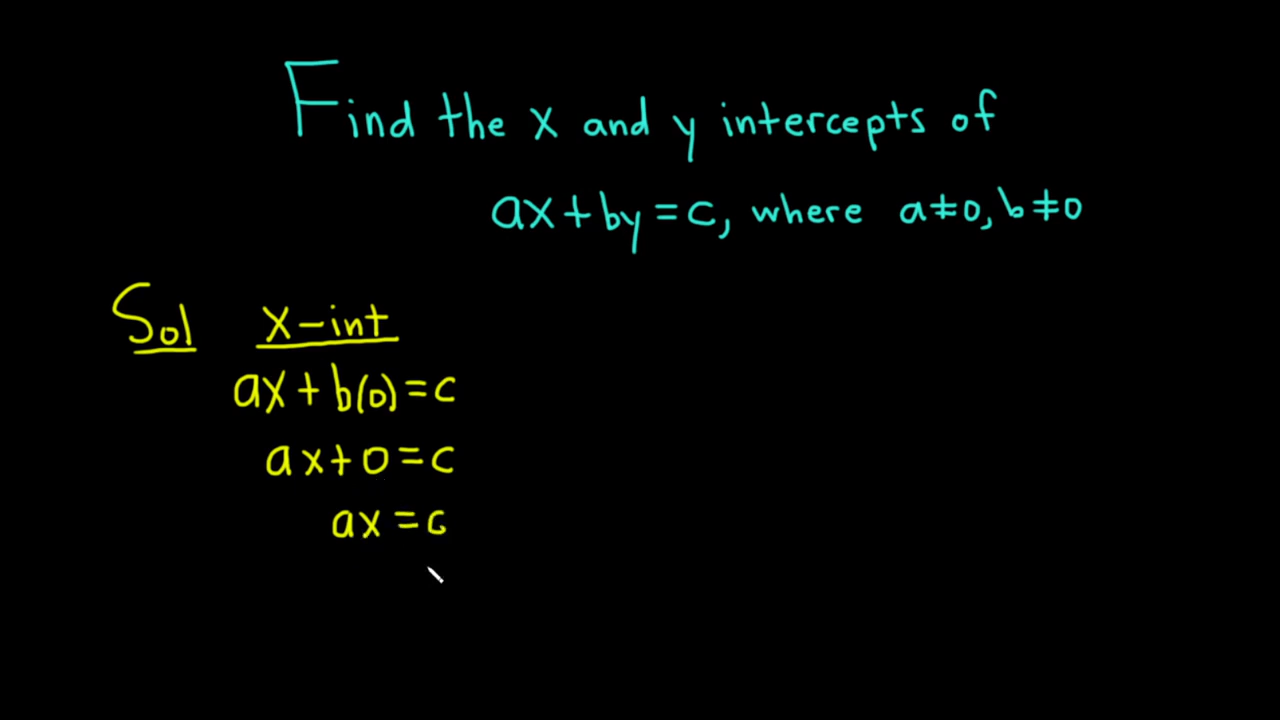 Find the x and y intercepts of
ax+by=c, where a≠0, b≠0
Sol x-int
ax+b(0)=c
ax+0=c
ax=c